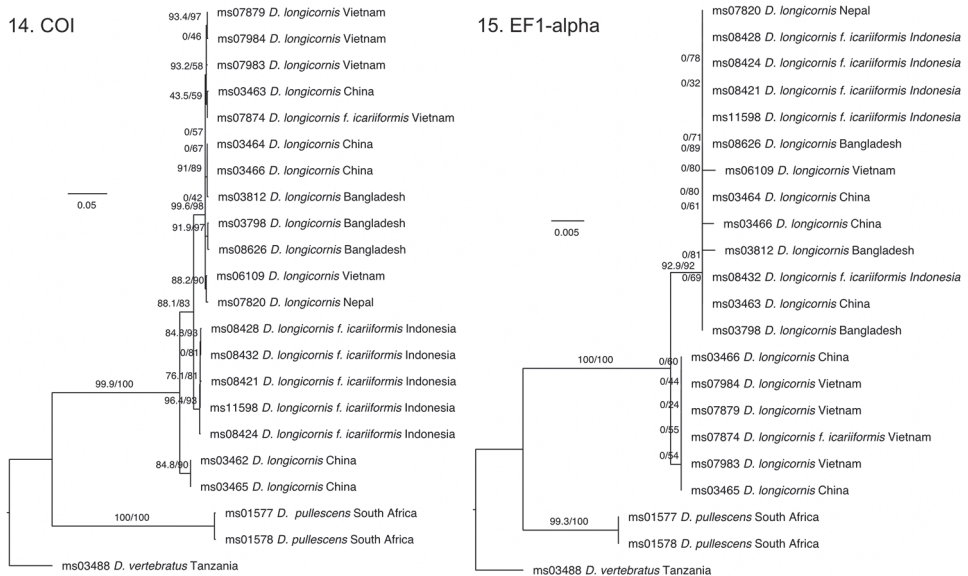 14. COI
93.4/97
ms07879 D. longicornis Vietnam
0/46
ms07984 D. longicornis Vietnam
93.2/58
ms07983 D. longicornis Vietnam
43.5/59
ms03463 D. longicornis China
ms07874 D. longicornis f. icariiformis Vietnam
0/57
0/67
ms03464 D. longicornis China
91/89
ms03466 D. longicornis China
0/42
ms03812 D. longicornis Bangladesh
99.6/98
0.05
91.9/97
ms03798 D. longicornis Bangladesh
ms08626 D. longicornis Bangladesh
88.2/90
ms06109 D. longicornis Vietnam
88.1/83
ms07820 D. longicornis Nepal
84.8/93
ms08428 D. longicornis f. icariiformis Indonesia
0/81
ms08432 D. longicornis f. icariiformis Indonesia
76.1/81
ms08421 D. longicornis f. icariiformis Indonesia
96.4/93
ms11598 D. longicornis f. icariiformis Indonesia
ms08424 D. longicornis f. icariiformis Indonesia
99.9/100
84.8/90
ms03462 D. longicornis China
ms03465 D. longicornis China
100/100
ms01577 D. pullescens South Africa
ms01578 D. pullescens South Africa
ms03488 D. vertebratus Tanzania
15. EF1-alpha
ms07820 D. longicornis Nepal
ms08428 D. longicornis f. icariiformis Indonesia
0/78
ms08424 D. longicornis f. icariiformis Indonesia
0/32
ms08421 D. longicornis f. icariiformis Indonesia
ms11598 D. longicornis f. icariiformis Indonesia
0/71
0/89
ms08626 D. longicornis Bangladesh
0/80
ms06109 D. longicornis Vietnam
0/80
ms03464 D. longicornis China
0/61
ms03466 D. longicornis China
0.005
0/81
ms03812 D. longicornis Bangladesh
92.9/92
0/69
ms08432 D. longicornis f. icariiformis Indonesia
ms03463 D. longicornis China
ms03798 D. longicornis Bangladesh
100/100
0/60
ms03466 D. longicornis China
0/44
ms07984 D. longicornis Vietnam
0/24
ms07879 D. longicornis Vietnam
0/55
ms07874 D. longicornis f. icariiformis Vietnam
0/54
ms07983 D. longicornis Vietnam
ms03465 D. longicornis China
99.3/100
ms01577 D. pullescens South Africa
ms01578 D. pullescens South Africa
ms03488 D. vertebratus Tanzania